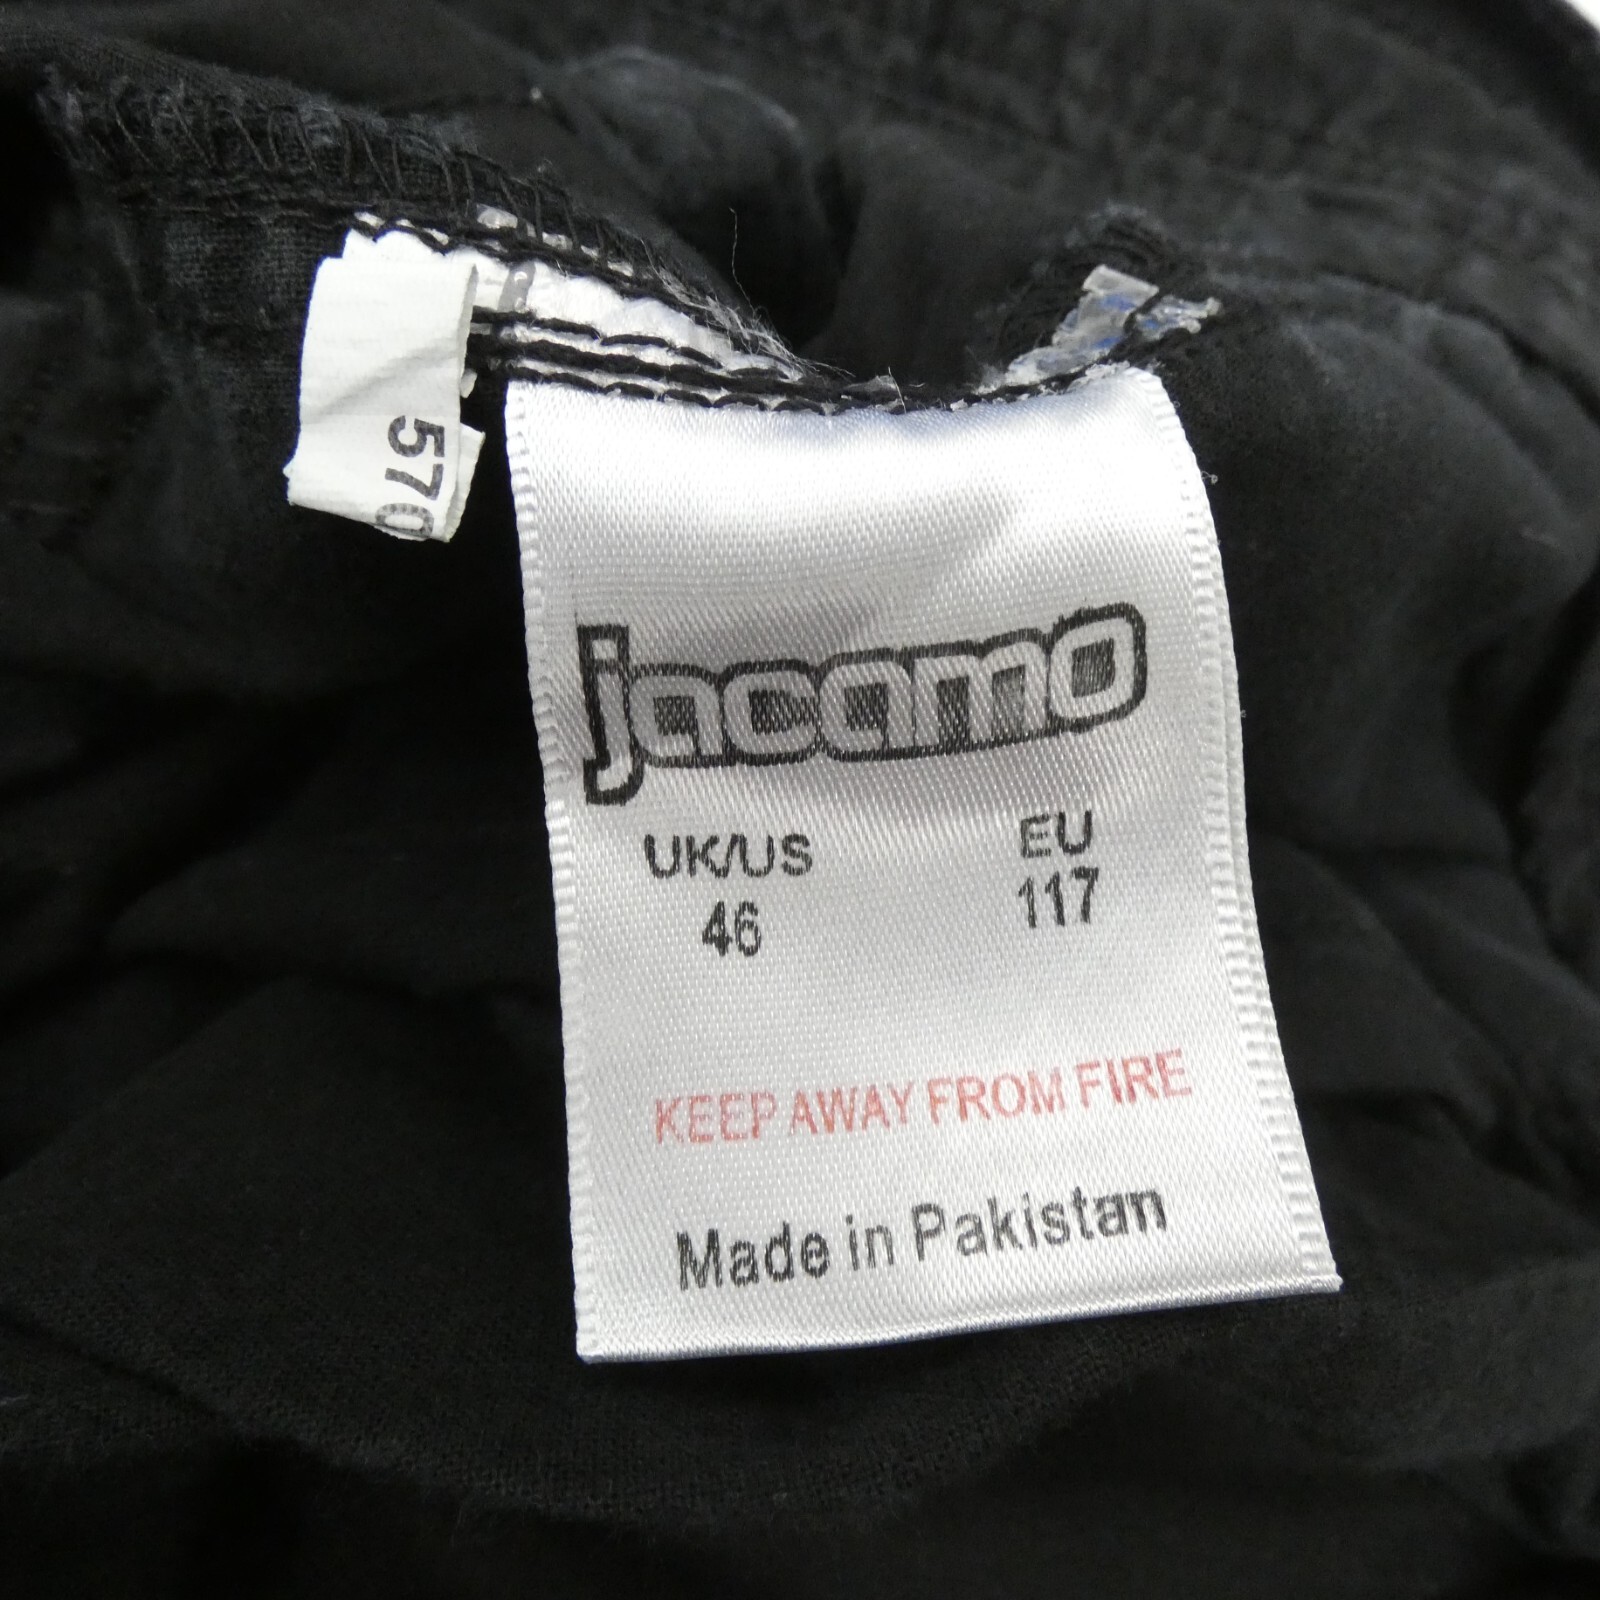 570
jacamo
UK/US EU
46 117
KEEP AWAY FROM FIRE
Made in Pakistan